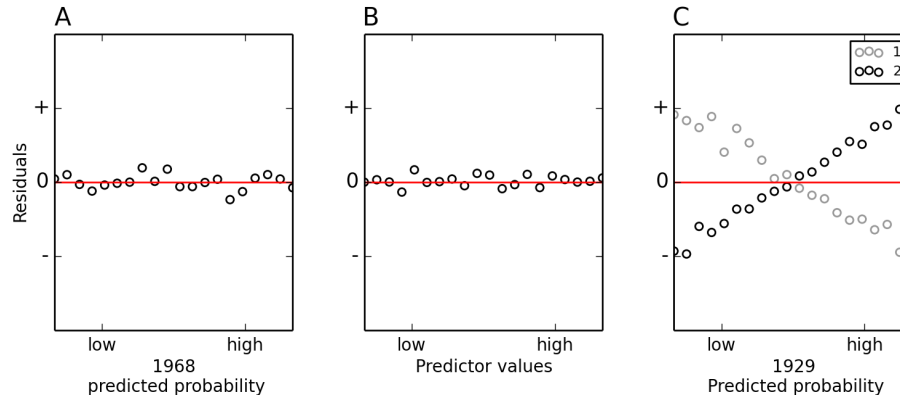 A
B
C
1
2
+
0
-
+
0
-
+
0
-
Residuals
low
high
low
high
low
high
1968
predicted probability
Predictor values
1929
Predicted probability